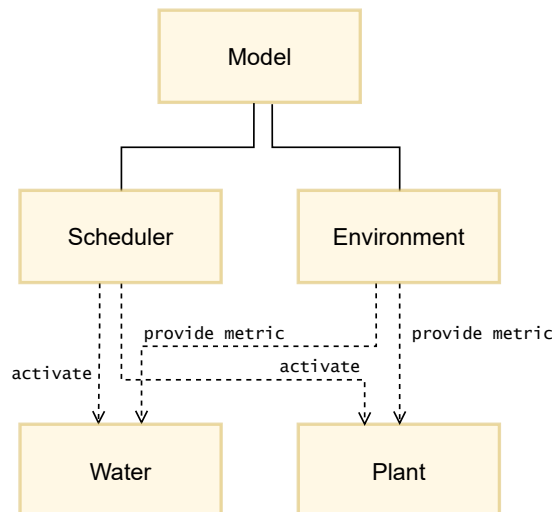 Model
Scheduler
Environment
provide metric
provide metric
activate
activate
Water
Plant